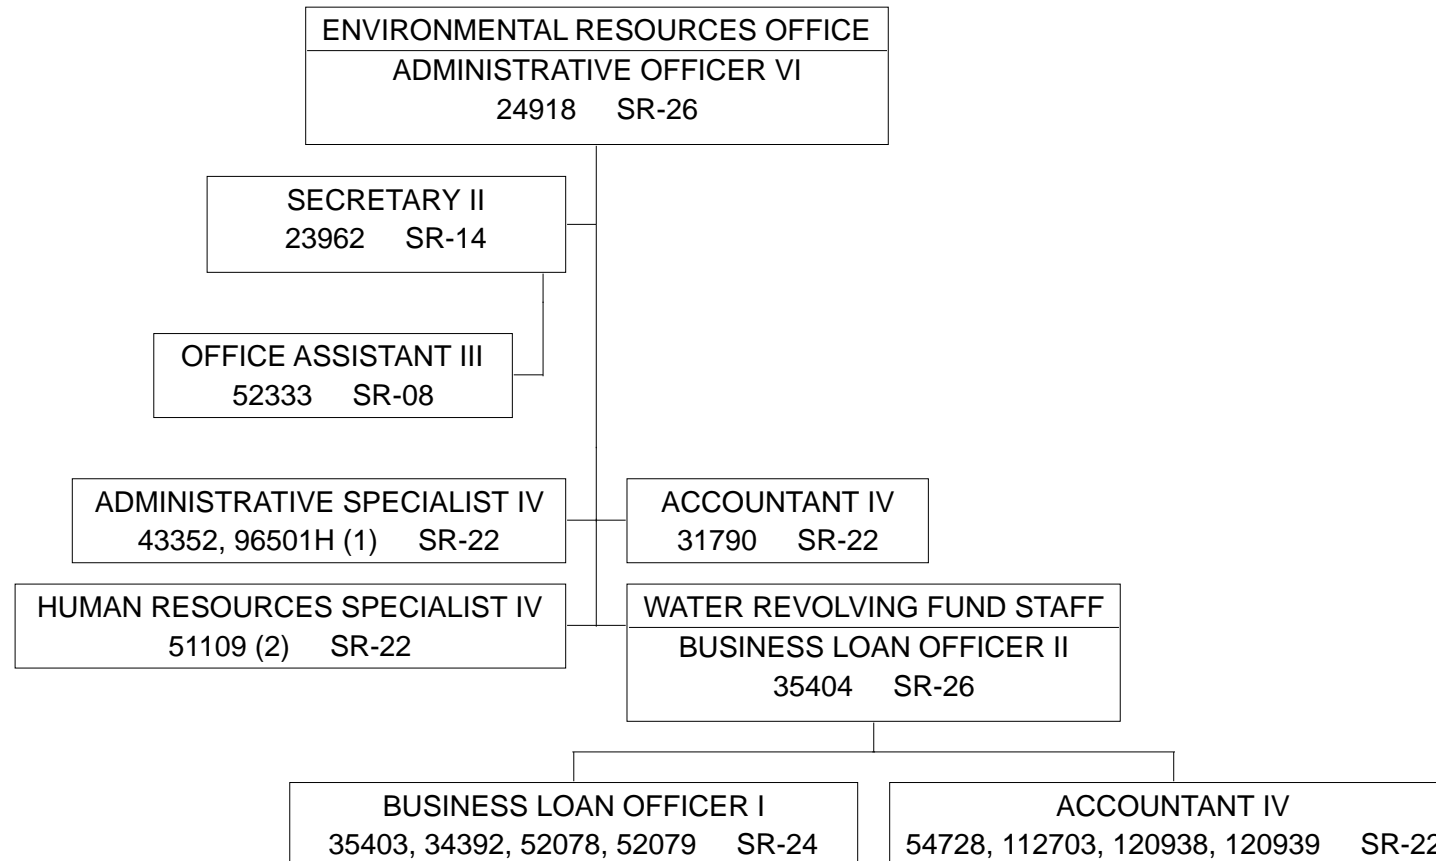 ENVIRONMENTAL RESOURCES OFFICE
ADMINISTRATIVE OFFICER VI
24918 SR-26
SECRETARY II
23962 SR-14
OFFICE ASSISTANT III
52333 SR-08
ADMINISTRATIVE SPECIALIST IV
43352, 96501H (1) SR-22
ACCOUNTANT IV
31790 SR-22
HUMAN RESOURCES SPECIALIST IV
51109 (2) SR-22
WATER REVOLVING FUND STAFF
BUSINESS LOAN OFFICER II
35404 SR-26
BUSINESS LOAN OFFICER I
35403, 34392, 52078, 52079 SR-24
ACCOUNTANT IV
54728, 112703, 120938, 120939 SR-22